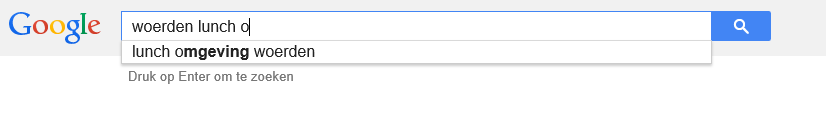 Google woerden lunch o
lunch omgeving woerden
Druk op Enter om te zoeken